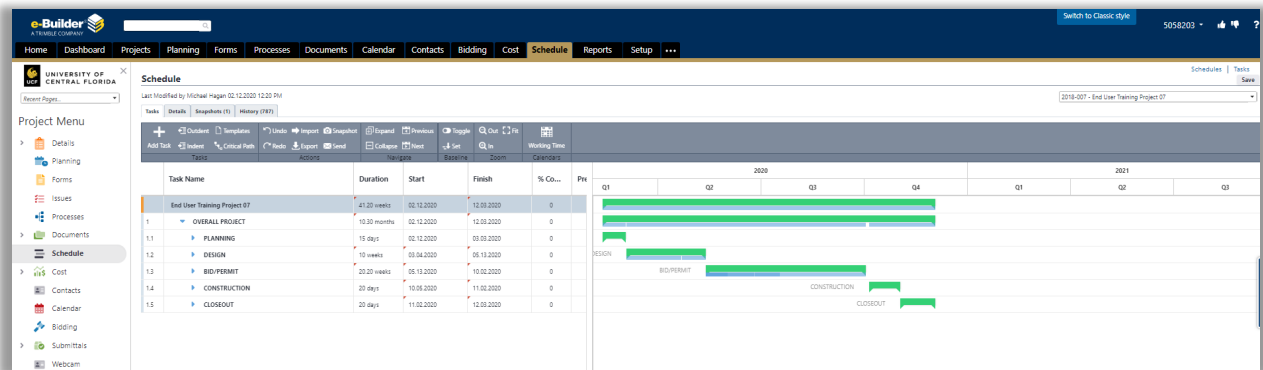 Switch to Classic style
e-Builder
A TRIMBLE COMPANY
5058203
?
Home Dashboard Projects Planning Forms Processes Documents Calendar Contacts Bidding Cost Schedule Reports Setup •••
UCF UNIVERSITY OF CENTRAL FLORIDA ×
Schedules | Tasks
Schedule
Save
Recent Pages...
Last Modified by Michael Hagan 02.12.2020 12:20 PM
2018-007 - End User Training Project 07
Tasks Details Snapshots (1) History (787)
Project Menu
Outdent Templates Undo Import Snapshot Expand Previous Toggle Out Fit
Add Task Indent Critical Path Redo Export Send Collapse Next Set In Working Time
Tasks Actions Navigate Baseline Zoom Calendars
Details
Planning
Forms
Issues
Processes
Documents
Schedule
Cost
Contacts
Calendar
Bidding
Submittals
Webcam
Task Name Duration Start Finish % Co... Pre
2020 2021
Q1 Q2 Q3 Q4 Q1 Q2 Q3
End User Training Project 07 41.20 weeks 02.12.2020 12.03.2020 0
1 OVERALL PROJECT 10.30 months 02.12.2020 12.03.2020 0
1.1 PLANNING 15 days 02.12.2020 03.03.2020 0
1.2 DESIGN 10 weeks 03.04.2020 05.13.2020 0 DESIGN
1.3 BID/PERMIT 20.20 weeks 05.13.2020 10.02.2020 0 BID/PERMIT
1.4 CONSTRUCTION 20 days 10.05.2020 11.02.2020 0 CONSTRUCTION
1.5 CLOSEOUT 20 days 11.02.2020 12.03.2020 0 CLOSEOUT